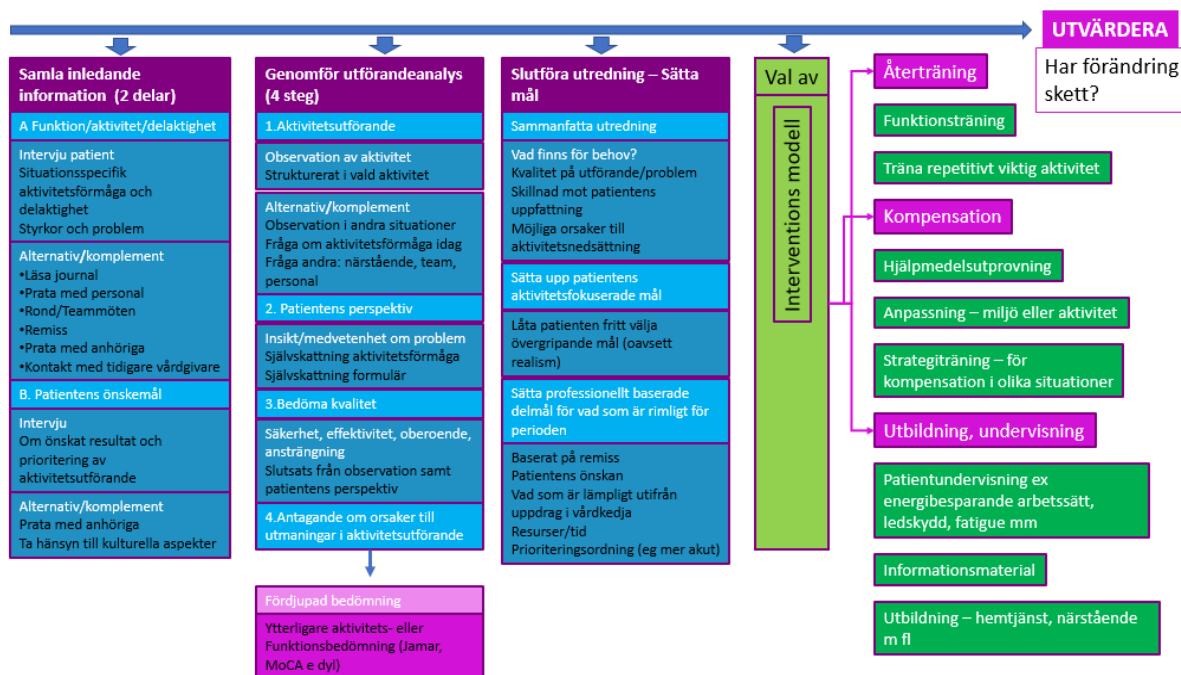 UTVÄRDERA
Har förändring
skett?
Samla inledande
information (2 delar)
A Funktion/aktivitet/delaktighet
Intervju patient
Situationsspecifik
aktivitetsförmåga och
delaktighet
Styrkor och problem
Alternativ/komplement
•Läsa journal
•Prata med personal
•Rond/Teammöten
•Remiss
•Prata med anhöriga
•Kontakt med tidigare vårdgivare
B. Patientens önskemål
Intervju
Om önskat resultat och
prioritering av
aktivitetsutförande
Alternativ/komplement
Prata med anhöriga
Ta hänsyn till kulturella aspekter
Genomför utförandeanalys
(4 steg)
1.Aktivitetsutförande
Observation av aktivitet
Strukturerat i vald aktivitet
Alternativ/komplement
Observation i andra situationer
Fråga om aktivitetsförmåga idag
Fråga andra: närstående, team,
personal
2. Patientens perspektiv
Insikt/medvetenhet om problem
Självskattning aktivitetsförmåga
Självskattning formulär
3.Bedöma kvalitet
Säkerhet, effektivitet, oberoende,
ansträngning
Slutsats från observation samt
patientens perspektiv
4.Antagande om orsaker till
utmaningar i aktivitetsutförande
Fördjupad bedömning
Ytterligare aktivitets- eller
Funktionsbedömning (Jamar,
MoCA e dyl)
Slutföra utredning – Sätta
mål
Sammanfatta utredning
Vad finns för behov?
Kvalitet på utförande/problem
Skillnad mot patientens
uppfattning
Möjliga orsaker till
aktivitetsnedsättning
Sätta upp patientens
aktivitetsfokuserade mål
Låta patienten fritt välja
övergripande mål (oavsett
realism)
Sätta professionellt baserade
delmål för vad som är rimligt för
perioden
Baserat på remiss
Patientens önskan
Vad som är lämpligt utifrån
uppdrag i vårdkedja
Resurser/tid
Prioriteringsordning (eg mer akut)
Val av
Interventions modell
Återträning
Funktionsträning
Träna repetitivt viktig aktivitet
Kompensation
Hjälpmedelsutprovning
Anpassning – miljö eller aktivitet
Strategiträning – för
kompensation i olika situationer
Utbildning, undervisning
Patientundervisning ex
energibesparande arbetssätt,
ledskydd, fatigue mm
Informationsmaterial
Utbildning – hemtjänst, närstående
m fl